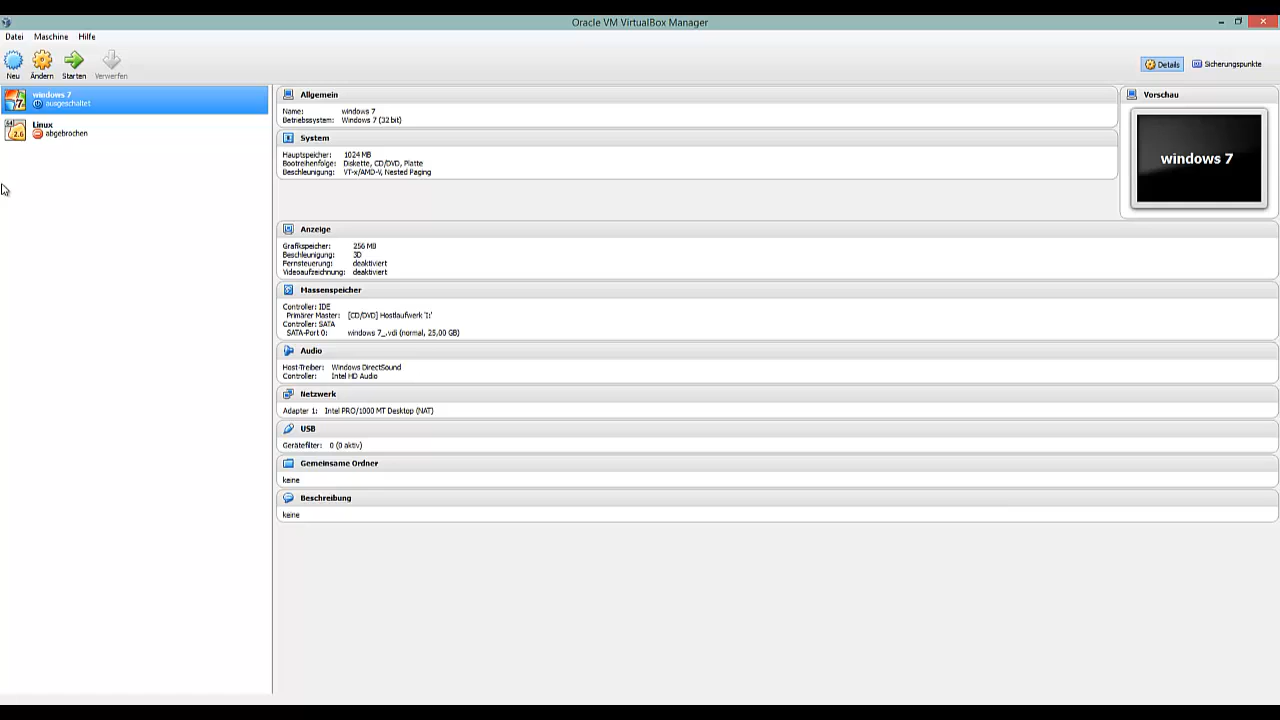 Oracle VM VirtualBox Manager
Datei Maschine Hilfe
Neu Ändern Starten Verwerfen
Details Sicherungspunkte
windows 7
ausgeschaltet
Linux
abgebrochen
Allgemein
Name: windows 7
Betriebssystem: Windows 7 (32 bit)
System
Hauptspeicher: 1024 MB
Bootreihenfolge: Diskette, CD/DVD, Platte
Beschleunigung: VT-x/AMD-V, Nested Paging
Vorschau
windows 7
Anzeige
Grafikspeicher: 256 MB
Beschleunigung: 3D
Fernsteuerung: deaktiviert
Videoaufzeichnung: deaktiviert
Massenspeicher
Controller: IDE
Primärer Master: [CD/DVD] Hostlaufwerk 'I:'
Controller: SATA
SATA-Port 0: windows 7_.vdi (normal, 25,00 GB)
Audio
Host-Treiber: Windows DirectSound
Controller: Intel HD Audio
Netzwerk
Adapter 1: Intel PRO/1000 MT Desktop (NAT)
USB
Gerätefilter: 0 (0 aktiv)
Gemeinsame Ordner
keine
Beschreibung
keine